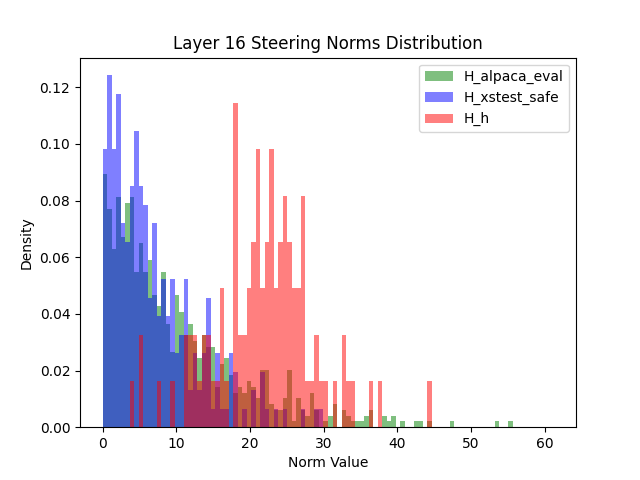 Layer 16 Steering Norms Distribution
H_alpaca_eval
H_xstest_safe
H_h
Density
0.12
0.10
0.08
0.06
0.04
0.02
0.00
0 10 20 30 40 50 60
Norm Value